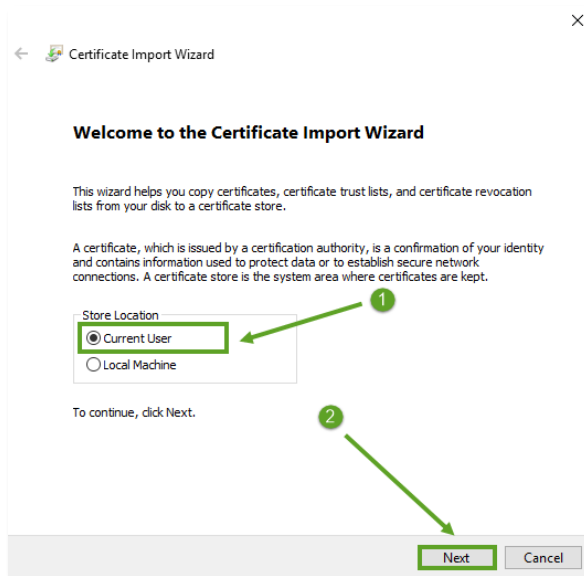 Certificate Import Wizard
Welcome to the Certificate Import Wizard
This wizard helps you copy certificates, certificate trust lists, and certificate revocation
lists from your disk to a certificate store.
A certificate, which is issued by a certification authority, is a confirmation of your identity
and contains information used to protect data or to establish secure network
connections. A certificate store is the system area where certificates are kept.
1
Store Location
Current User
Local Machine
To continue, click Next.
2
Next Cancel